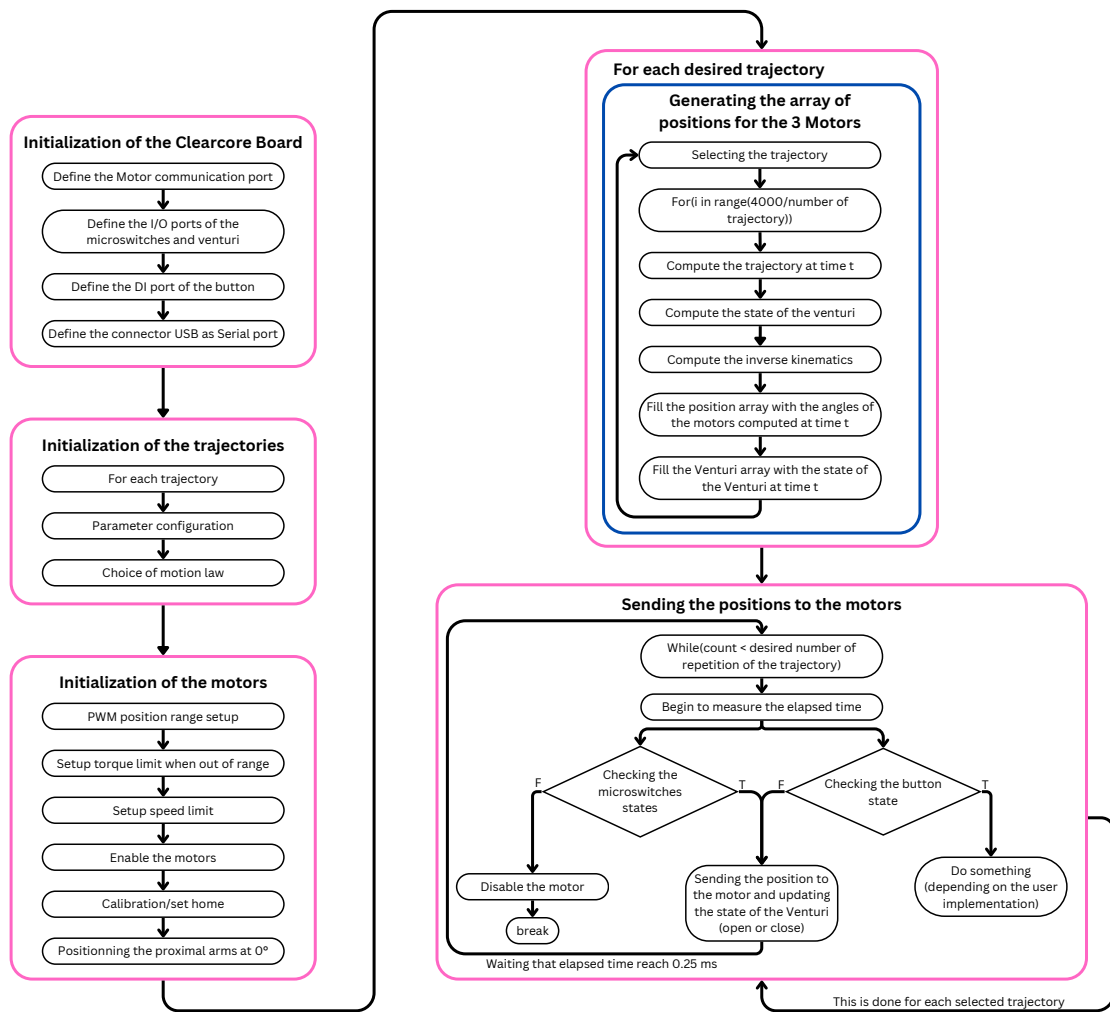 Initialization of the Clearcore Board
Define the Motor communication port
Define the I/O ports of the
microswitches and venturi
Define the DI port of the button
Define the connector USB as Serial port
Initialization of the trajectories
For each trajectory
Parameter configuration
Choice of motion law
Initialization of the motors
PWM position range setup
Setup torque limit when out of range
Setup speed limit
Enable the motors
Calibration/set home
Positionning the proximal arms at 0°
For each desired trajectory
Generating the array of
positions for the 3 Motors
Selecting the trajectory
For(i in range(4000/number of
trajectory))
Compute the trajectory at time t
Compute the state of the venturi
Compute the inverse kinematics
Fill the position array with the angles of
the motors computed at time t
Fill the Venturi array with the state of
the Venturi at time t
Sending the positions to the motors
While(count < desired number of
repetition of the trajectory)
Begin to measure the elapsed time
F
Checking the
microswitches
states
T
F
Checking the button
state
T
Disable the motor
break
Sending the position to
the motor and updating
the state of the Venturi
(open or close)
Do something
(depending on the user
implementation)
Waiting that elapsed time reach 0.25 ms
This is done for each selected trajectory